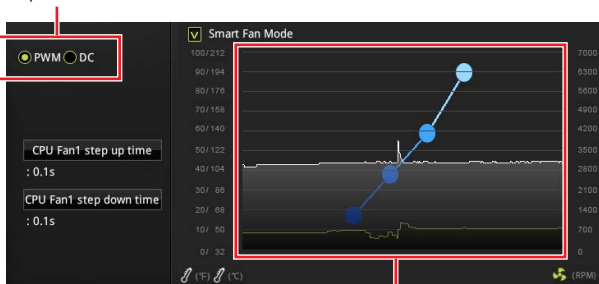 Smart Fan Mode
PWM DC
100/212 7000
90/194 6300
80/176 5600
70/158 4900
60/140 4200
50/122 3500
40/104 2800
30/ 86 2100
20/ 68 1400
10/ 50 700
0/ 32 0
CPU Fan1 step up time
: 0.1s
CPU Fan1 step down time
: 0.1s
(°F) (°C) (RPM)